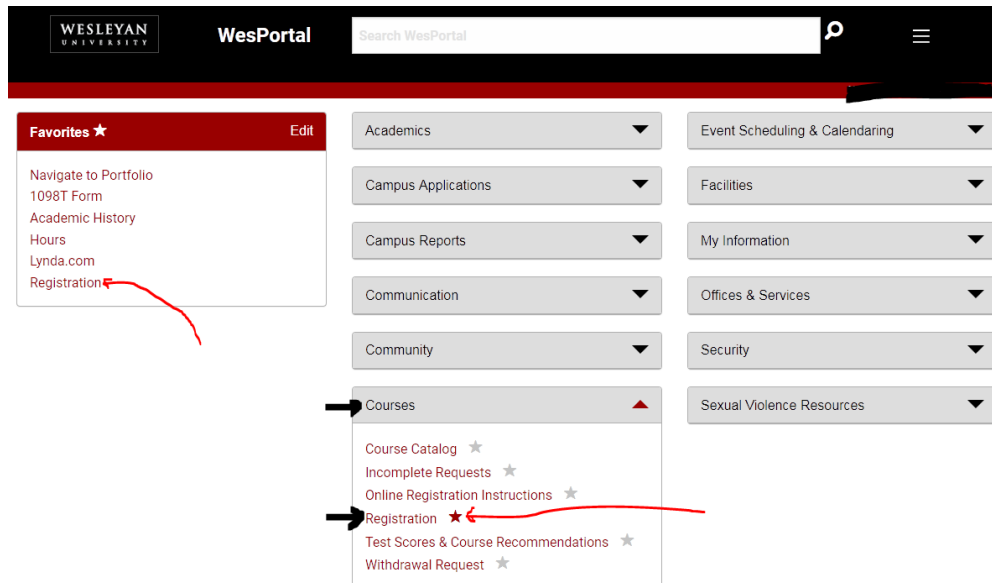 WESLEYAN
UNIVERSITY
WesPortal
Search WesPortal
Favorites
Edit
Navigate to Portfolio
1098T Form
Academic History
Hours
Lynda.com
Registration
Academics
Campus Applications
Campus Reports
Communication
Community
Courses
Course Catalog
Incomplete Requests
Online Registration Instructions
Registration
Test Scores & Course Recommendations
Withdrawal Request
Event Scheduling & Calendaring
Facilities
My Information
Offices & Services
Security
Sexual Violence Resources